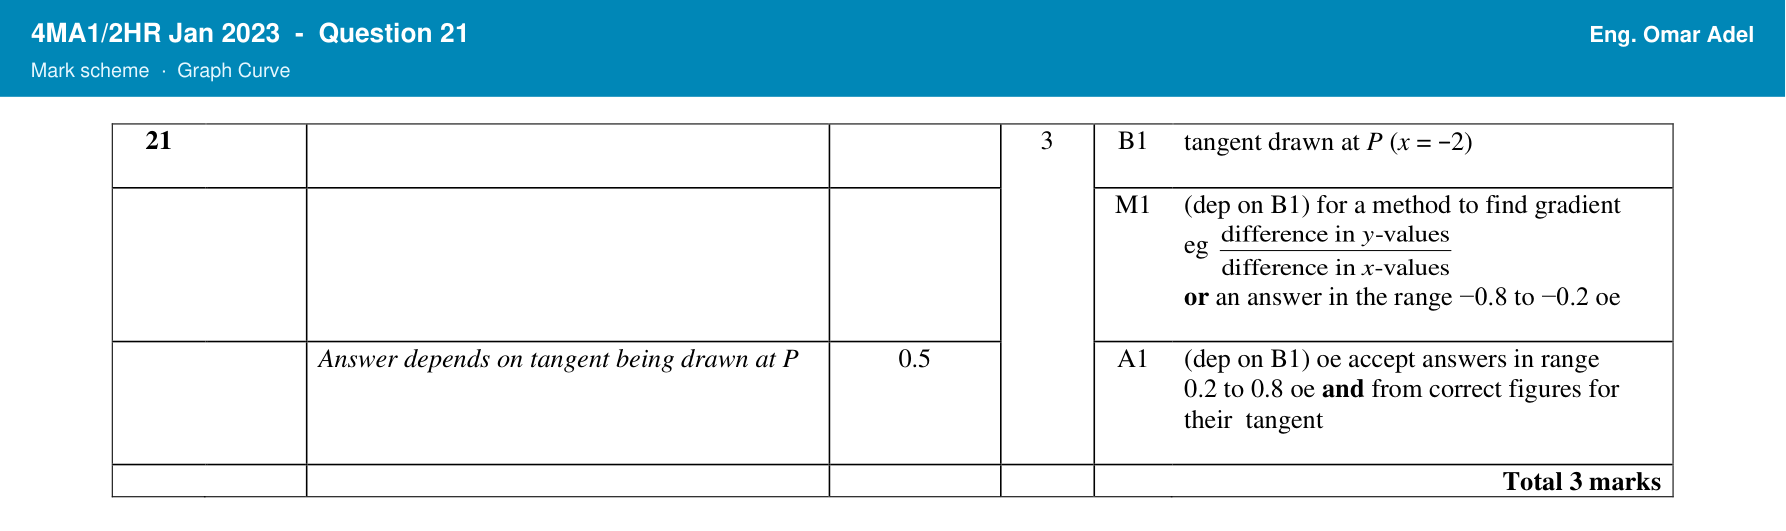 4MA1/2HR Jan 2023 - Question 21
Eng. Omar Adel
Mark scheme · Graph Curve
21 3 B1 tangent drawn at P (x = −2)
M1 (dep on B1) for a method to find gradient
eg difference in y-values
difference in x-values
or an answer in the range −0.8 to −0.2 oe
Answer depends on tangent being drawn at P 0.5 A1 (dep on B1) oe accept answers in range
0.2 to 0.8 oe and from correct figures for
their tangent
Total 3 marks